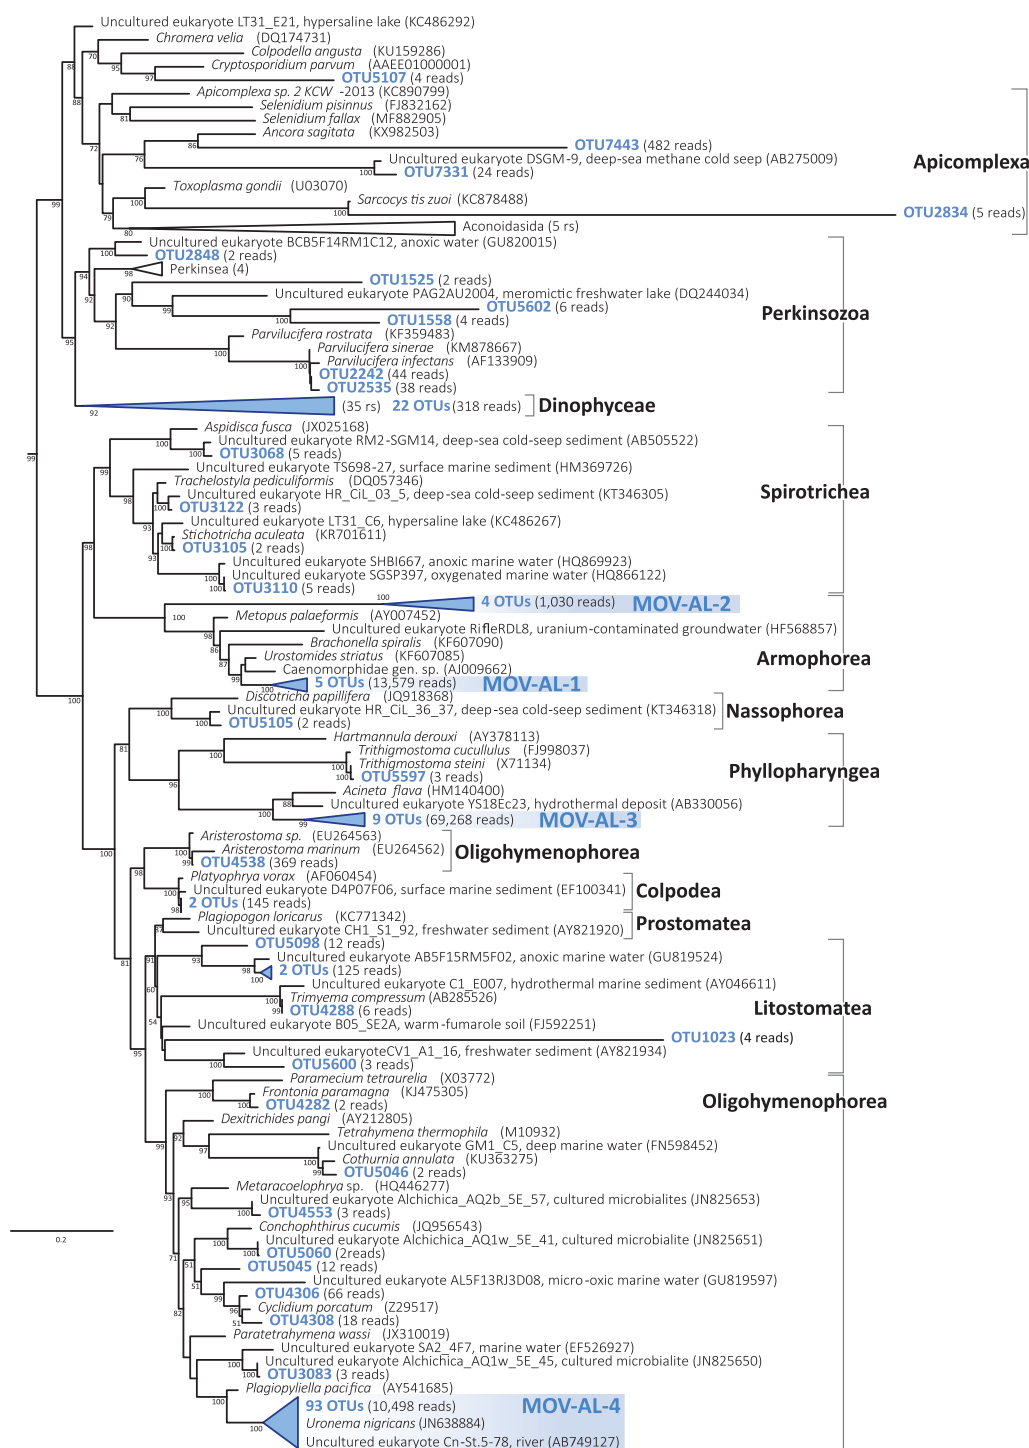 Uncultured eukaryote LT31_E21, hypersaline lake (KC486292)
Chromera velia (DQ174731)
Colpodella angusta (KU159286)
Cryptosporidium parvum (AAEE01000001)
OTU5107 (4 reads)
Apicomplexa sp. 2 KCW -2013 (KC890799)
Selenidium pisinnus (FJ832162)
Selenidium fallax (MF882905)
Ancora sagitata (KX982503)
OTU7443 (482 reads)
Uncultured eukaryote DSGM-9, deep-sea methane cold seep (AB275009)
Apicomplexa
OTU7331 (24 reads)
Toxoplasma gondii (U03070)
Sarcocys tis zuoi (KC878488)
OTU2834 (5 reads)
Aconoidasida (5 rs)
Uncultured eukaryote BCB5F14RM1C12, anoxic water (GU820015)
OTU2848 (2 reads)
Perkinsea (4)
OTU1525 (2 reads)
Uncultured eukaryote PAG2AU2004, meromictic freshwater lake (DQ244034)
OTU5602 (6 reads)
Perkinsozoa
OTU1558 (4 reads)
Parvilucifera rostrata (KF359483)
Parvilucifera sinerae (KM878667)
Parvilucifera infectans (AF133909)
OTU2242 (44 reads)
OTU2535 (38 reads)
(35 rs) 22 OTUs (318 reads) Dinophyceae
Aspidisca fusca (JX025168)
Uncultured eukaryote RM2-SGM14, deep-sea cold-seep sediment (AB505522)
OTU3068 (5 reads)
Uncultured eukaryote TS698-27, surface marine sediment (HM369726)
Trachelostyla pediculiformis (DQ057346)
Spirotrichea
Uncultured eukaryote HR_CiL_03_5, deep-sea cold-seep sediment (KT346305)
OTU3122 (3 reads)
Uncultured eukaryote LT31_C6, hypersaline lake (KC486267)
Stichotricha aculeata (KR701611)
OTU3105 (2 reads)
Uncultured eukaryote SHBI667, anoxic marine water (HQ869923)
Uncultured eukaryote SGSP397, oxygenated marine water (HQ866122)
OTU3110 (5 reads)
4 OTUs (1,030 reads) MOV-AL-2
Metopus palaeformis (AY007452)
Uncultured eukaryote RifleRDL8, uranium-contaminated groundwater (HF568857)
Brachonella spiralis (KF607090)
Urostomides striatus (KF607085)
Armophorea
Caenomorphidae gen. sp. (AJ009662)
5 OTUs (13,579 reads) MOV-AL-1
Discotricha papillifera (JQ918368)
Uncultured eukaryote HR_CiL_36_37, deep-sea cold-seep sediment (KT346318)
Nassophorea
OTU5105 (2 reads)
Hartmannula derouxi (AY378113)
Trithigmostoma cucullulus (FJ998037)
Trithigmostoma steini (X71134)
Phyllopharyngea
OTU5597 (3 reads)
Acineta flava (HM140400)
Uncultured eukaryote YS18Ec23, hydrothermal deposit (AB330056)
9 OTUs (69,268 reads) MOV-AL-3
Aristerostoma sp. (EU264563)
Aristerostoma marinum (EU264562)
Oligohymenophorea
OTU4538 (369 reads)
Platyophrya vorax (AF060454)
Uncultured eukaryote D4P07F06, surface marine sediment (EF100341)
Colpodea
2 OTUs (145 reads)
Plagiopogon loricarus (KC771342)
Prostomatea
Uncultured eukaryote CH1_S1_92, freshwater sediment (AY821920)
OTU5098 (12 reads)
Uncultured eukaryote AB5F15RM5F02, anoxic marine water (GU819524)
2 OTUs (125 reads)
Uncultured eukaryote C1_E007, hydrothermal marine sediment (AY046611)
Trimyema compressum (AB285526)
Litostomatea
OTU4288 (6 reads)
Uncultured eukaryote B05_SE2A, warm-fumarole soil (FJ592251)
OTU1023 (4 reads)
Uncultured eukaryoteCV1_A1_16, freshwater sediment (AY821934)
OTU5600 (3 reads)
Paramecium tetraurelia (X03772)
Frontonia paramagna (KJ475305)
Oligohymenophorea
OTU4282 (2 reads)
Dexitrichides pangi (AY212805)
Tetrahymena thermophila (M10932)
Uncultured eukaryote GM1_C5, deep marine water (FN598452)
Cothurnia annulata (KU363275)
OTU5046 (2 reads)
Metaracoelophrya sp. (HQ446277)
Uncultured eukaryote Alchichica_AQ2b_5E_57, cultured microbialites (JN825653)
OTU4553 (3 reads)
Conchophthirus cucumis (JQ956543)
0.2
Uncultured eukaryote Alchichica_AQ1w_5E_41, cultured microbialite (JN825651)
OTU5060 (2reads)
OTU5045 (12 reads)
Uncultured eukaryote AL5F13RJ3D08, micro-oxic marine water (GU819597)
OTU4306 (66 reads)
Cyclidium porcatum (Z29517)
OTU4308 (18 reads)
Paratetrahymena wassi (JX310019)
Uncultured eukaryote SA2_4F7, marine water (EF526927)
Uncultured eukaryote Alchichica_AQ1w_5E_45, cultured microbialite (JN825650)
OTU3083 (3 reads)
Plagiopyliella pacifica (AY541685)
93 OTUs (10,498 reads) MOV-AL-4
Uronema nigricans (JN638884)
Uncultured eukaryote Cn-St.5-78, river (AB749127)